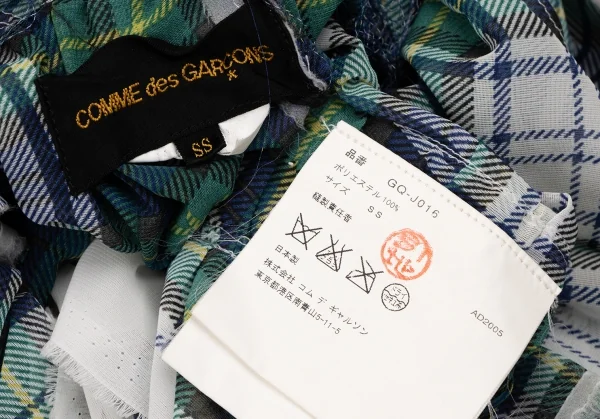 COMME des GARÇONS
SS
品番 GQ-J016
ポリエステル100%
サイズ SS
縫製責任者
日本製
株式会社 コム デ ギャルソン
東京都港区南青山5-11-5
AD2005